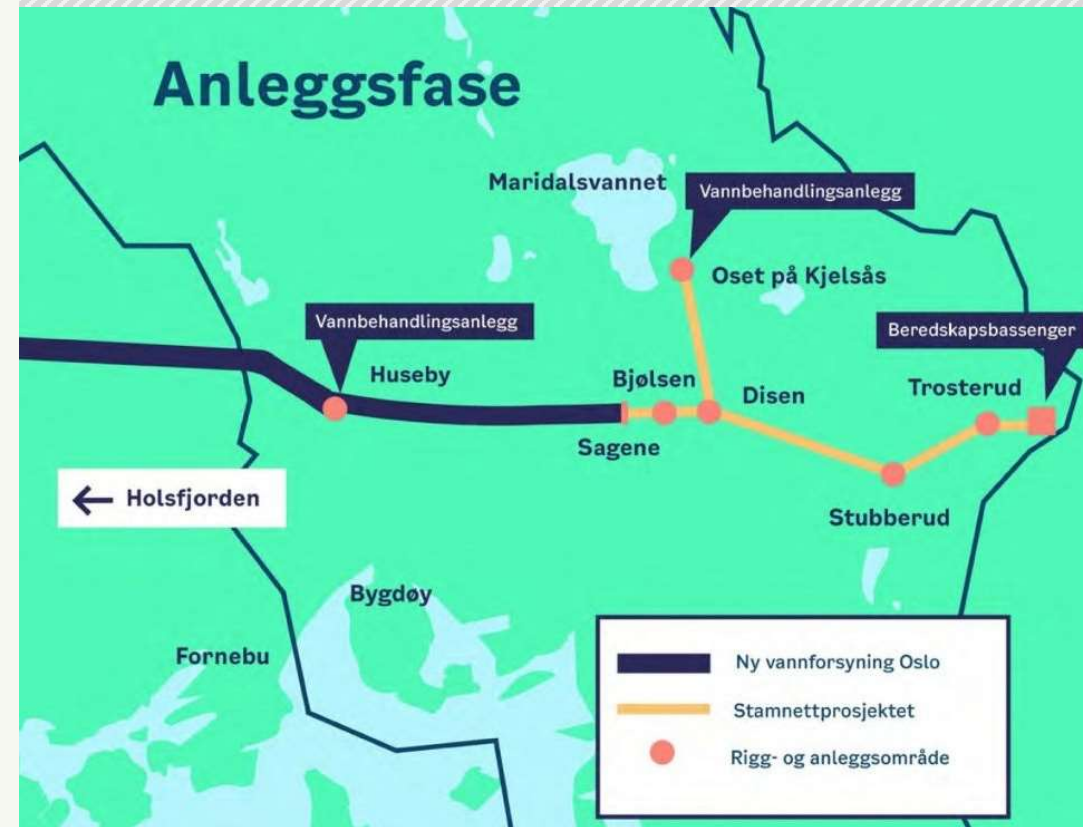 Anleggsfase
Maridalsvannet
Vannbehandlingsanlegg
Oset på Kjelsås
Vannbehandlingsanlegg
Beredskapsbassenger
Huseby
Bjølsen
Disen
Trosterud
Sagene
← Holsfjorden
Stubberud
Bygdøy
Fornebu
Ny vannforsyning Oslo
Stamnettprosjektet
Rigg- og anleggsområde